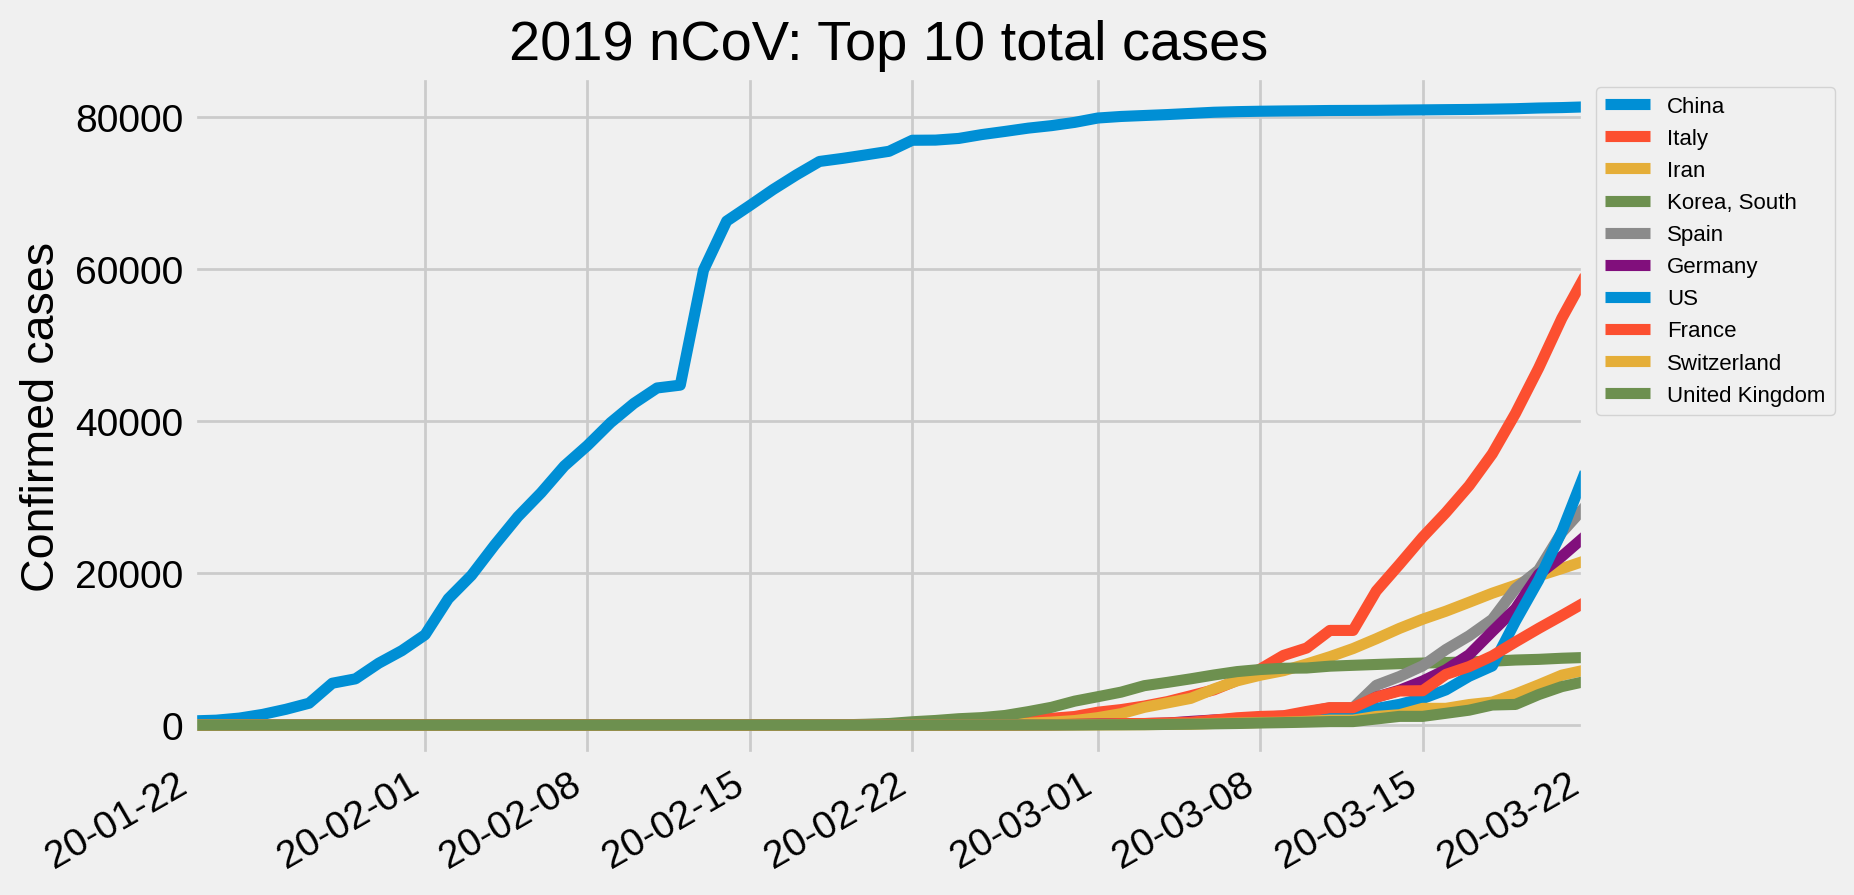 2019 nCoV: Top 10 total cases
Confirmed cases
80000
60000
40000
20000
0
20-01-22
20-02-01
20-02-08
20-02-15
20-02-22
20-03-01
20-03-08
20-03-15
20-03-22
China
Italy
Iran
Korea, South
Spain
Germany
US
France
Switzerland
United Kingdom